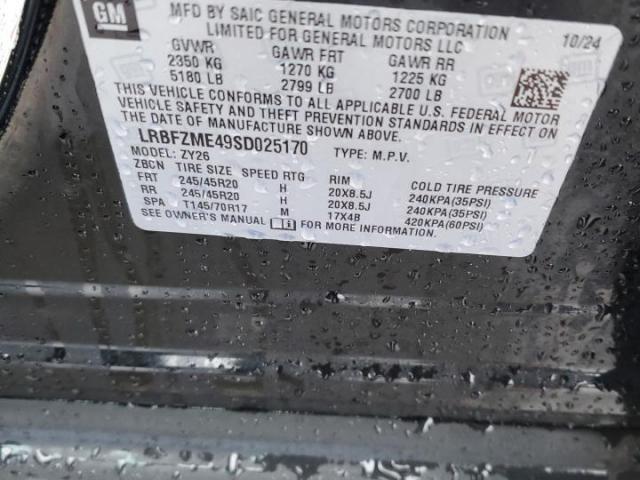 GM
MFD BY SAIC GENERAL MOTORS CORPORATION
LIMITED FOR GENERAL MOTORS LLC
10/24
GVWR GAWR FRT GAWR RR
2350 KG 1270 KG 1225 KG
5180 LB 2799 LB 2700 LB
THIS VEHICLE CONFORMS TO ALL APPLICABLE U.S. FEDERAL MOTOR
VEHICLE SAFETY AND THEFT PREVENTION STANDARDS IN EFFECT ON
THE DATE OF MANUFACTURE SHOWN ABOVE.
LRBFZME49SD025170 TYPE: M.P.V.
MODEL: ZY26
ZBCN TIRE SIZE SPEED RTG RIM COLD TIRE PRESSURE
FRT 245/45R20 H 20X8.5J 240KPA(35PSI)
RR 245/45R20 H 20X8.5J 240KPA(35PSI)
SPA T145/70R17 M 17X4B 420KPA(60PSI)
SEE OWNER'S MANUAL FOR MORE INFORMATION.